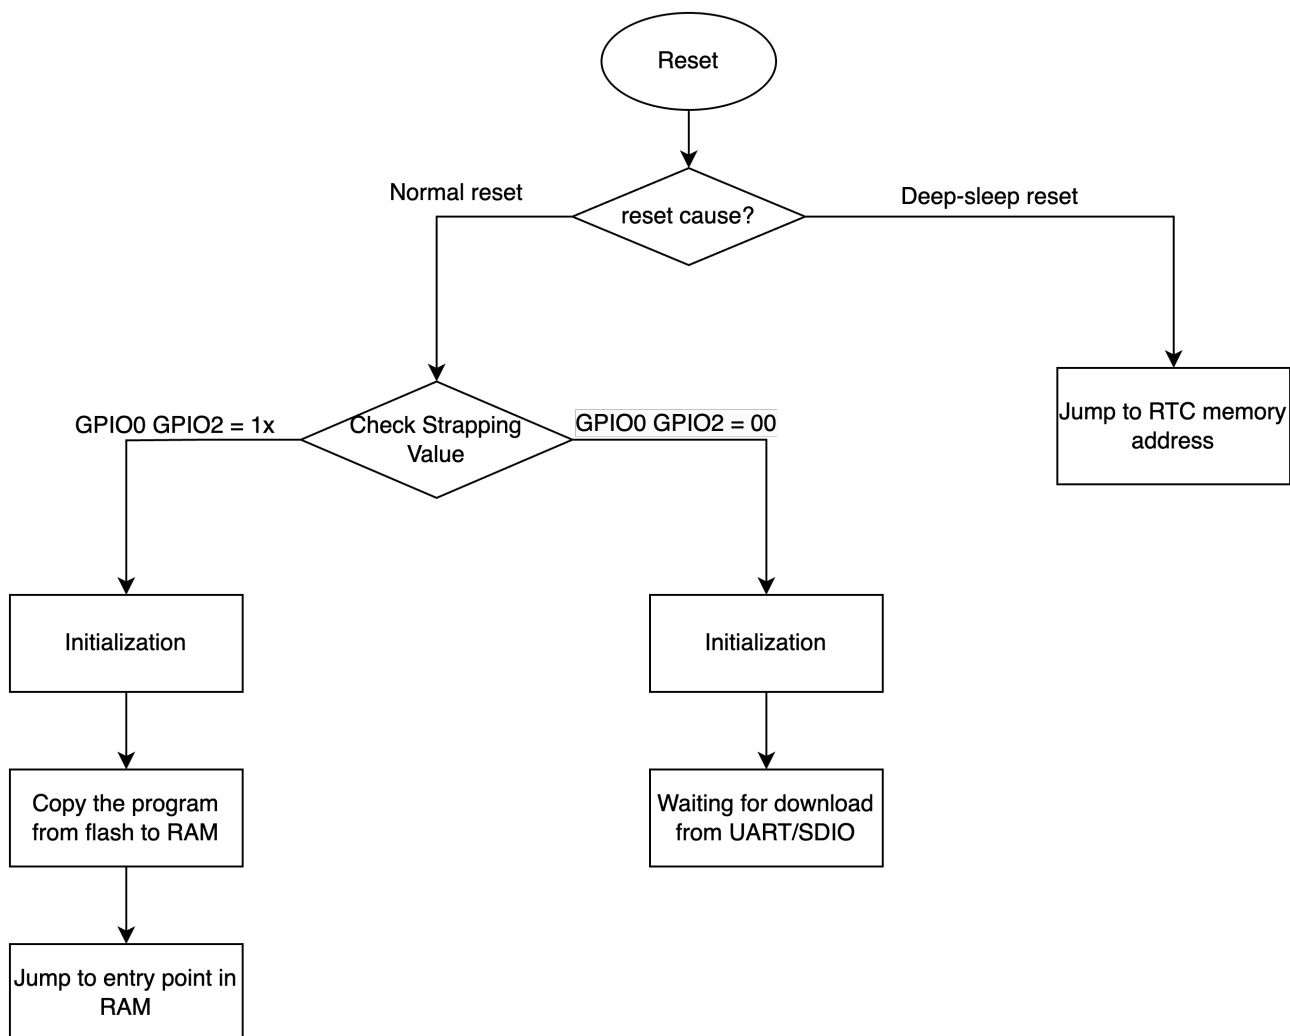 Reset
reset cause?
Normal reset
Deep-sleep reset
Check Strapping
Value
GPIO0 GPIO2 = 1x
GPIO0 GPIO2 = 00
Jump to RTC memory
address
Initialization
Initialization
Copy the program
from flash to RAM
Waiting for download
from UART/SDIO
Jump to entry point in
RAM